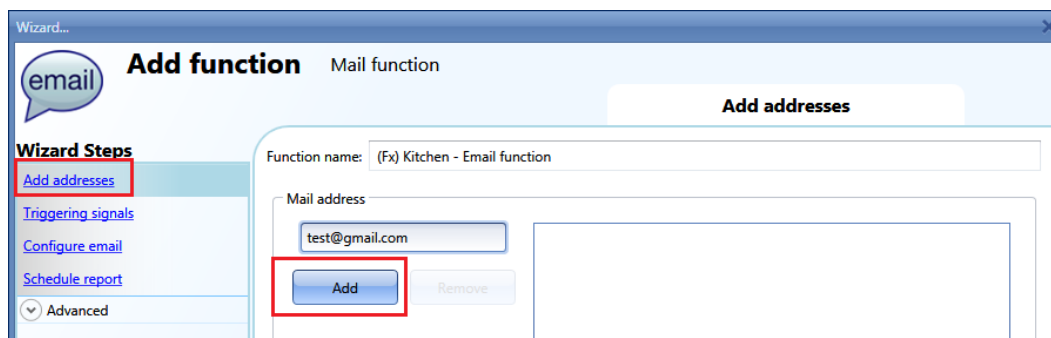 Wizard...
email
Add function Mail function
Add addresses
Wizard Steps
Add addresses
Triggering signals
Configure email
Schedule report
Advanced
Function name: (Fx) Kitchen - Email function
Mail address
test@gmail.com
Add Remove